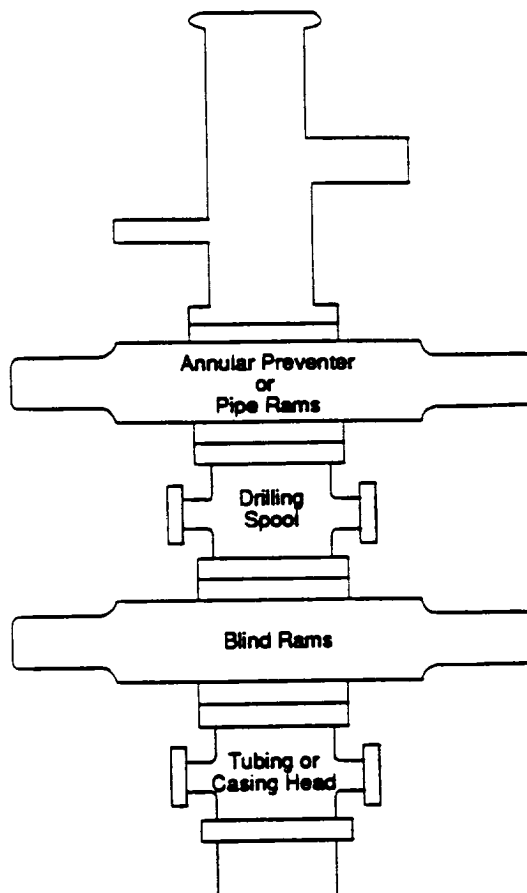 Annular Preventer
or
Pipe Rams
Drilling
Spool
Blind Rams
Tubing or
Casing Head